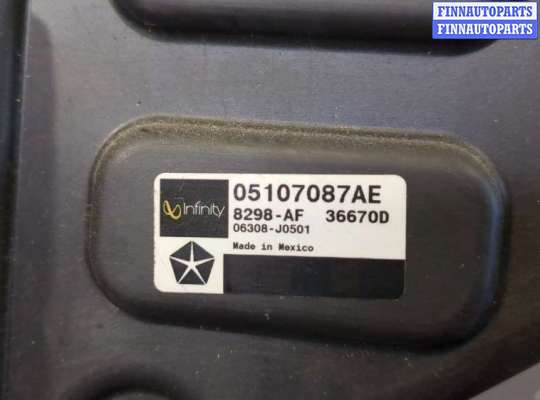 FINNAUTOPARTS
FINNAUTOPARTS
Infinity
05107087AE
8298-AF 36670D
06308-J0501
Made in Mexico